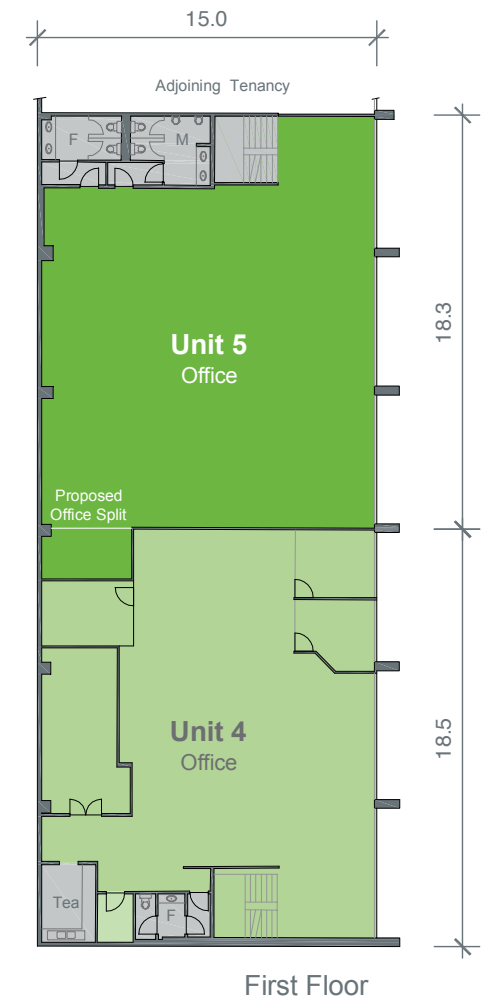 15.0
Adjoining Tenancy
F
M
18.3
Unit 5
Office
Proposed
Office Split
18.5
Unit 4
Office
Tea
F
First Floor